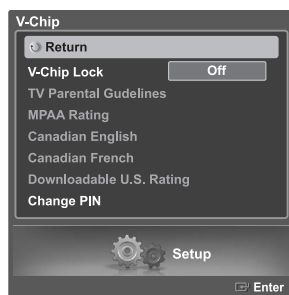 V-Chip
Return
V-Chip Lock Off
TV Parental Gudelines
MPAA Rating
Canadian English
Canadian French
Downloadable U.S. Rating
Change PIN
Setup
Enter